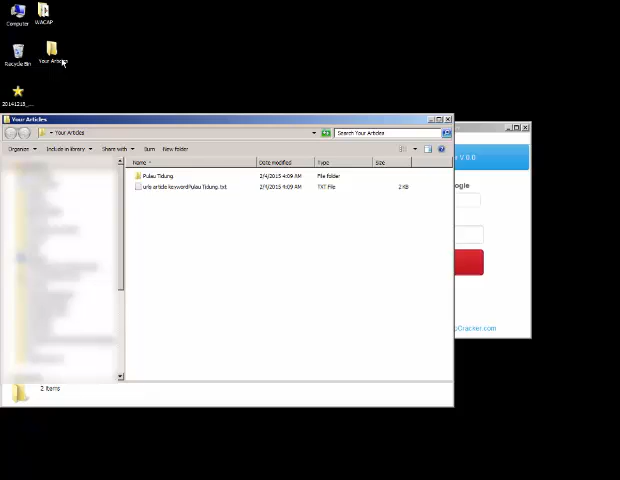 Computer
WACAP
Recycle Bin
Your Articles
20141213_...
Your Articles
Your Articles
Search Your Articles
Organize
Include in library
Share with
Burn
New folder
Name
Date modified
Type
Size
Pulau Tidung
2/4/2015 4:09 AM
File folder
urls article keywordPulau Tidung.txt
2/4/2015 4:09 AM
TXT File
2 KB
r V 0.0
ogle
oCracker.com
2 items